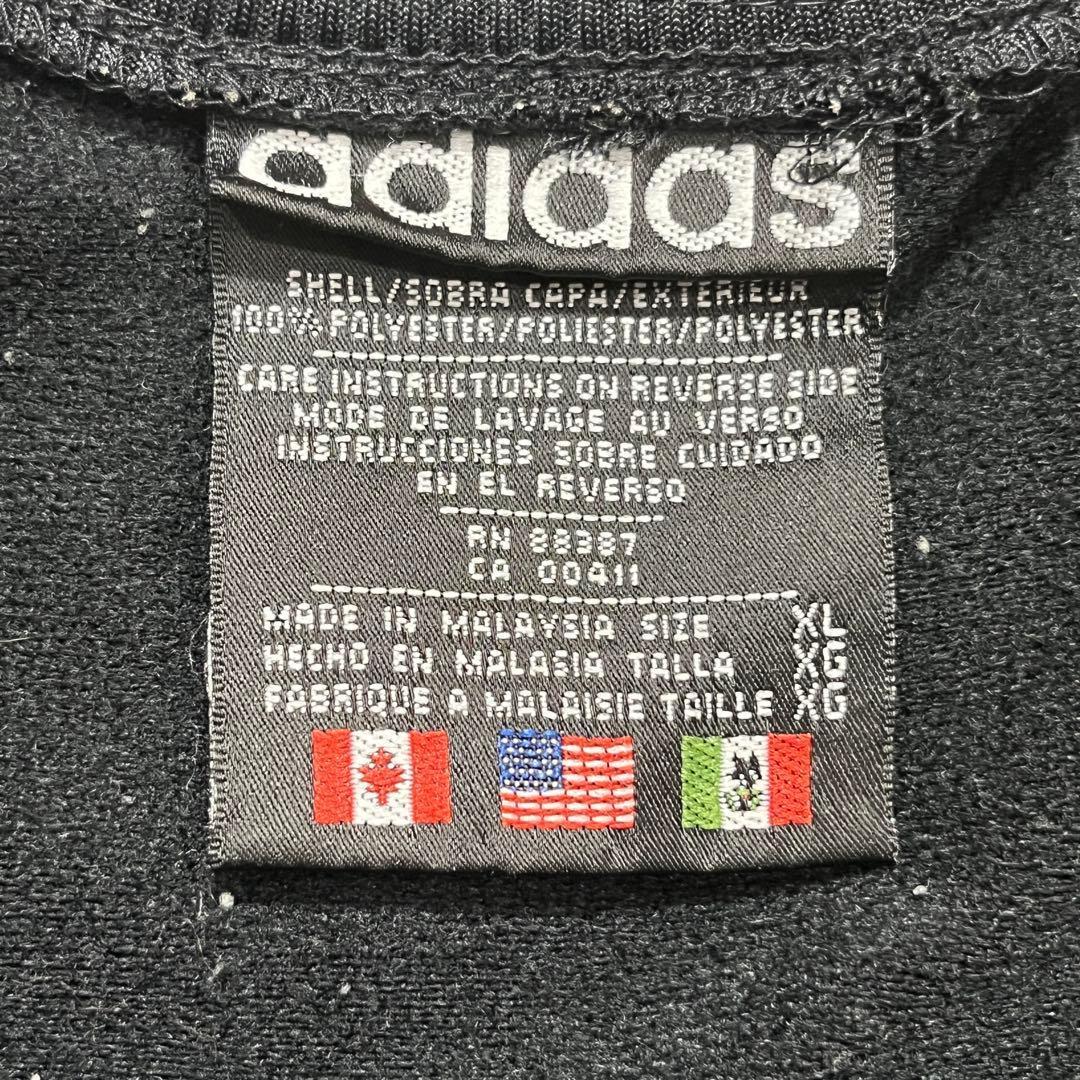 adidas
SHELL/SOBRA CAPA/EXTERIEUR
100% POLYESTER/POLIESTER/POLYESTER
CARE INSTRUCTIONS ON REVERSE SIDE
MODE DE LAVAGE AU VERSO
INSTRUCCIONES SOBRE CUIDADO
EN EL REVERSO
RN 88387
CA 00411
MADE IN MALAYSIA SIZE XL
HECHO EN MALASIA TALLA XG
FABRIQUE A MALAISIE TAILLE XG